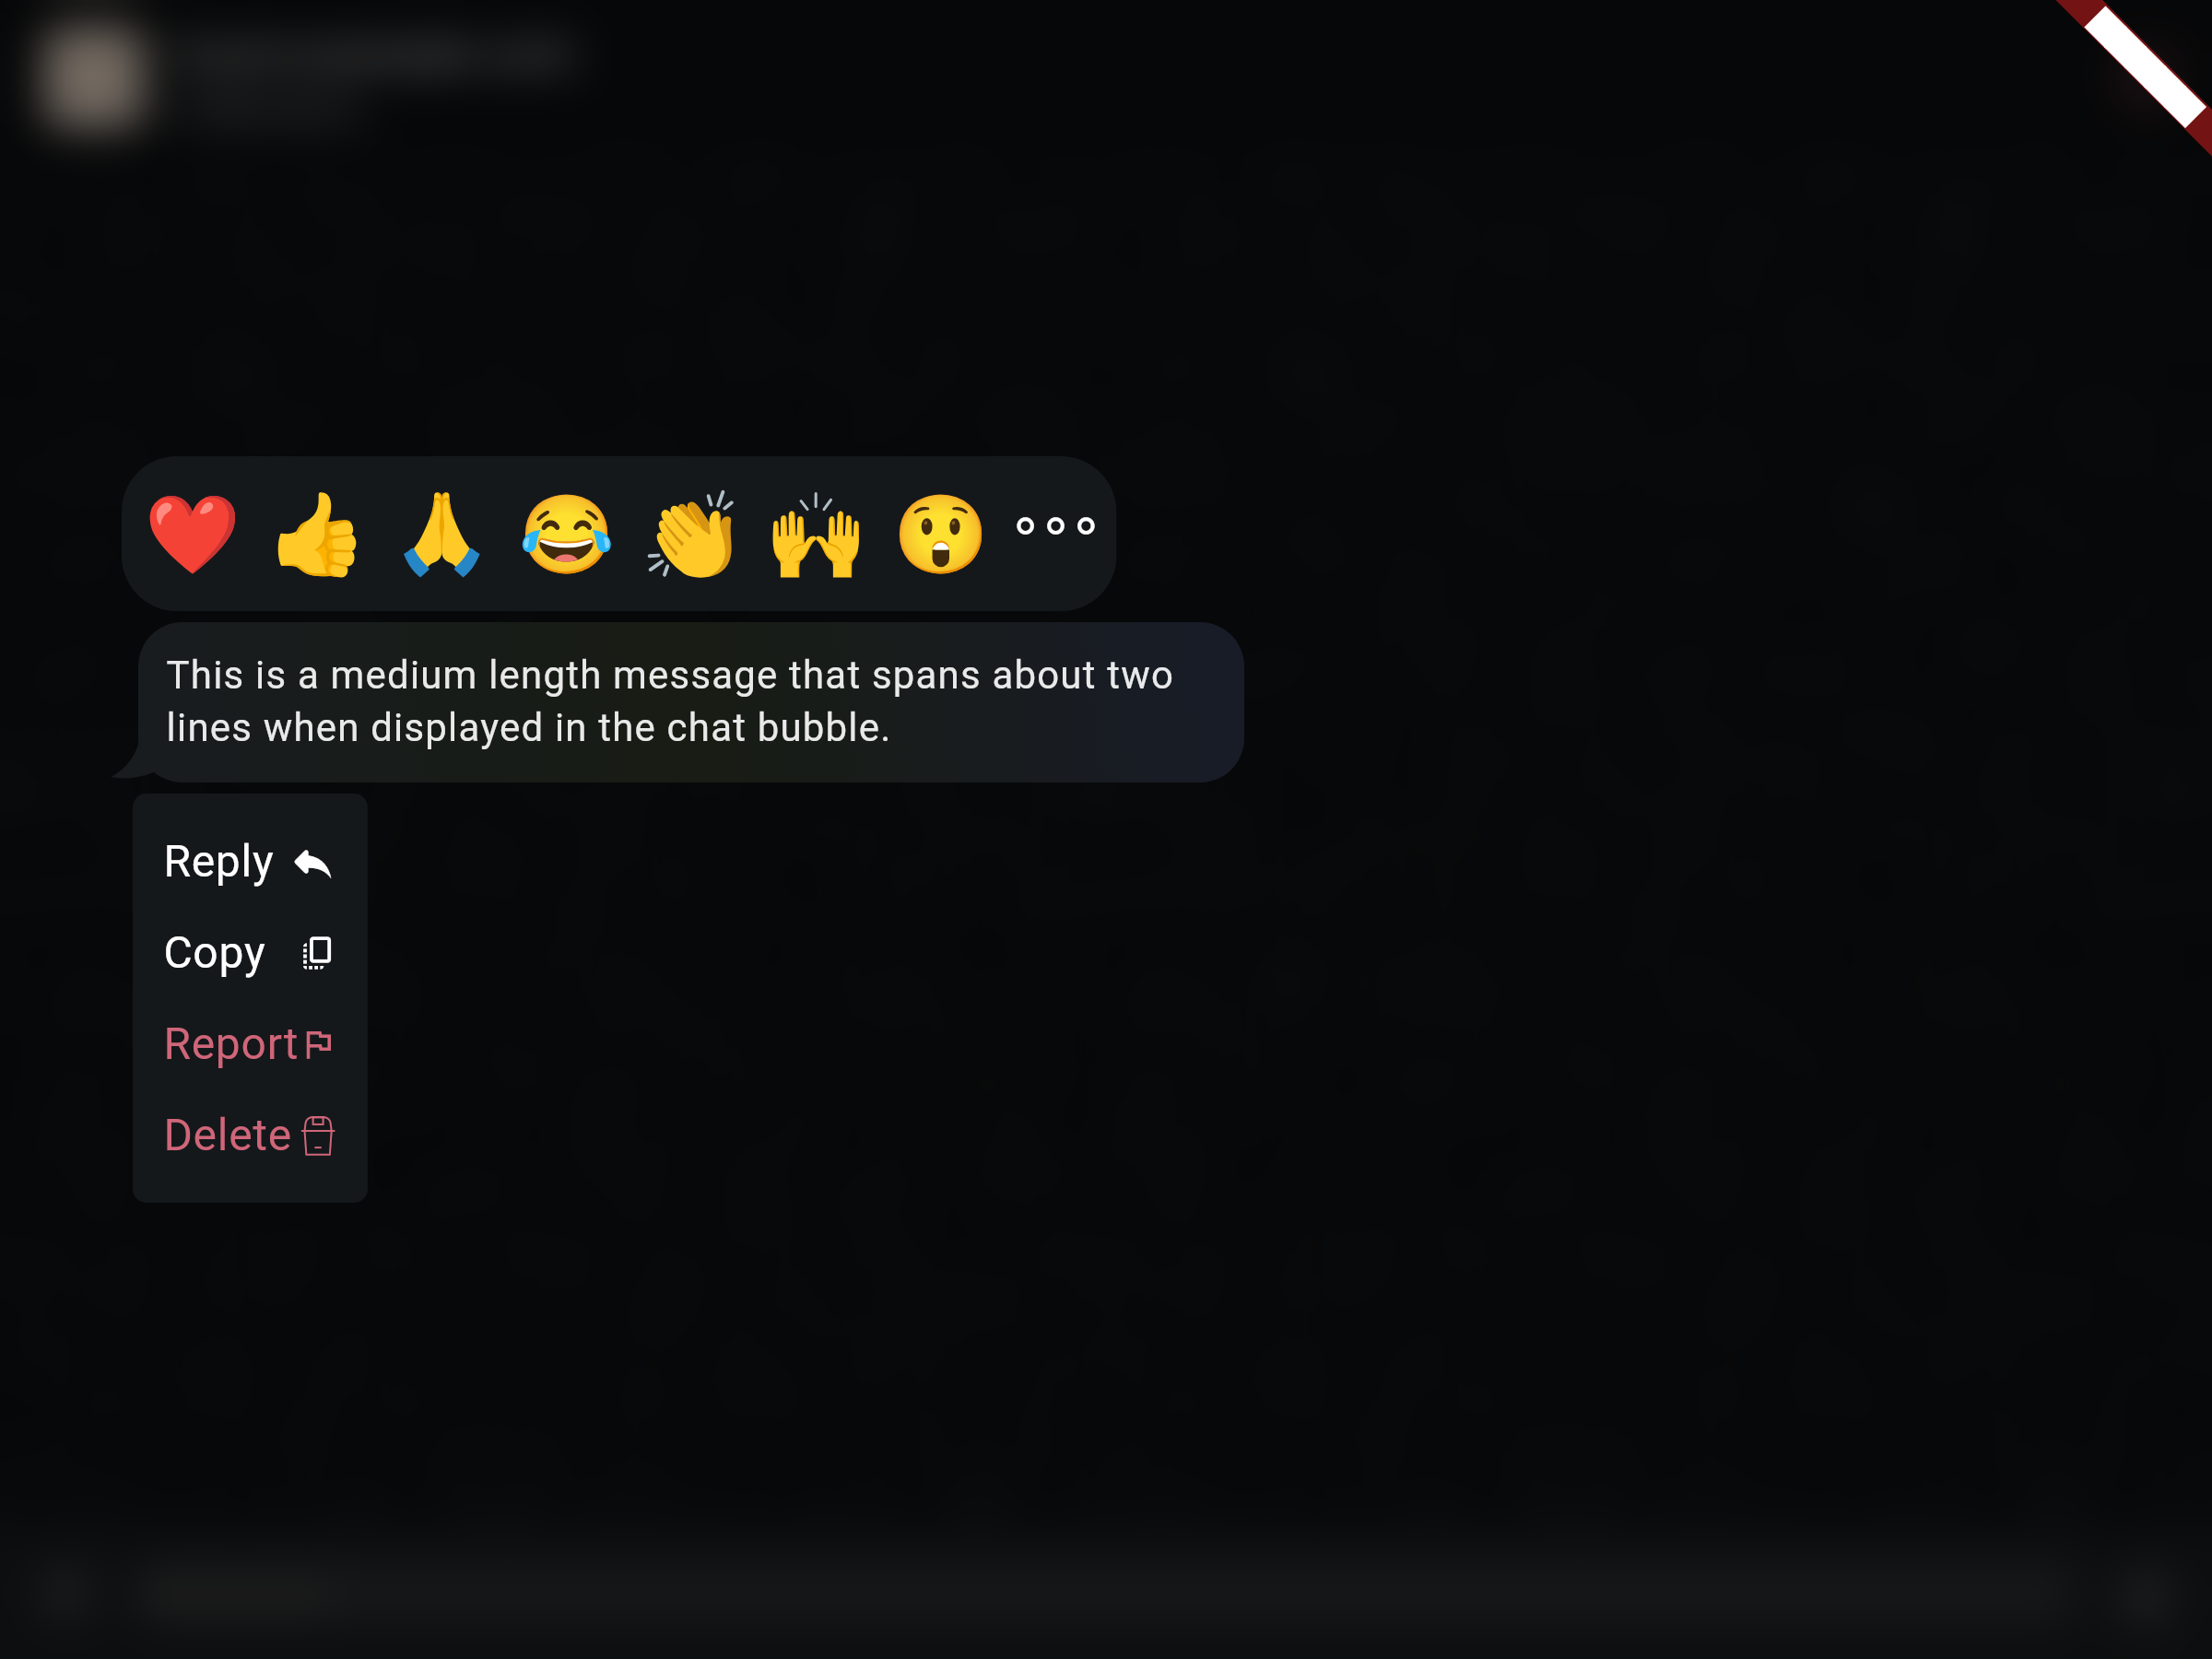 This is a medium length message that spans about two
lines when displayed in the chat bubble.
Reply
Copy
Report
Delete